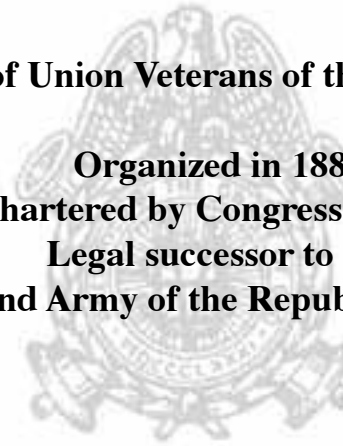 of Union Veterans of th
Organized in 188
hartered by Congress
Legal successor to
nd Army of the Repub